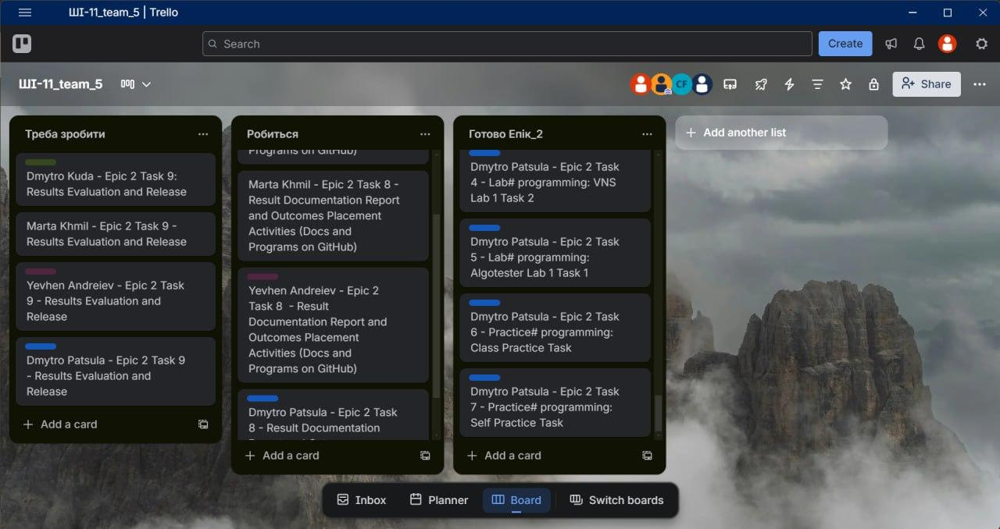 ШІ-11_team_5 | Trello
Search
Create
ШІ-11_team_5
CF
Share
Треба зробити
Dmytro Kuda - Epic 2 Task 9:
Results Evaluation and Release
Marta Khmil - Epic 2 Task 9 -
Results Evaluation and Release
Yevhen Andreiev - Epic 2 Task
9 - Results Evaluation and
Release
Dmytro Patsula - Epic 2 Task 9
- Results Evaluation and
Release
Add a card
Робиться
Programs on GitHub)
Marta Khmil - Epic 2 Task 8 -
Result Documentation Report
and Outcomes Placement
Activities (Docs and
Programs on GitHub)
Yevhen Andreiev - Epic 2
Task 8 - Result
Documentation Report and
Outcomes Placement
Activities (Docs and
Programs on GitHub)
Dmytro Patsula - Epic 2 Task
8 - Result Documentation
Add a card
Готово Епік_2
Dmytro Patsula - Epic 2 Task
4 - Lab# programming: VNS
Lab 1 Task 2
Dmytro Patsula - Epic 2 Task
5 - Lab# programming:
Algotester Lab 1 Task 1
Dmytro Patsula - Epic 2 Task
6 - Practice# programming:
Class Practice Task
Dmytro Patsula - Epic 2 Task
7 - Practice# programming:
Self Practice Task
Add a card
Add another list
Inbox
Planner
Board
Switch boards